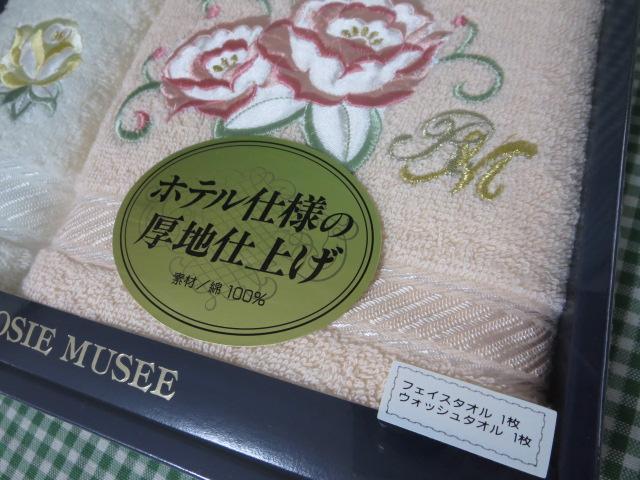 RM
ホテル仕様の
厚地仕上げ
素材/綿 100%
OSIE MUSEE
フェイスタオル 1枚
ウォッシュタオル 1枚